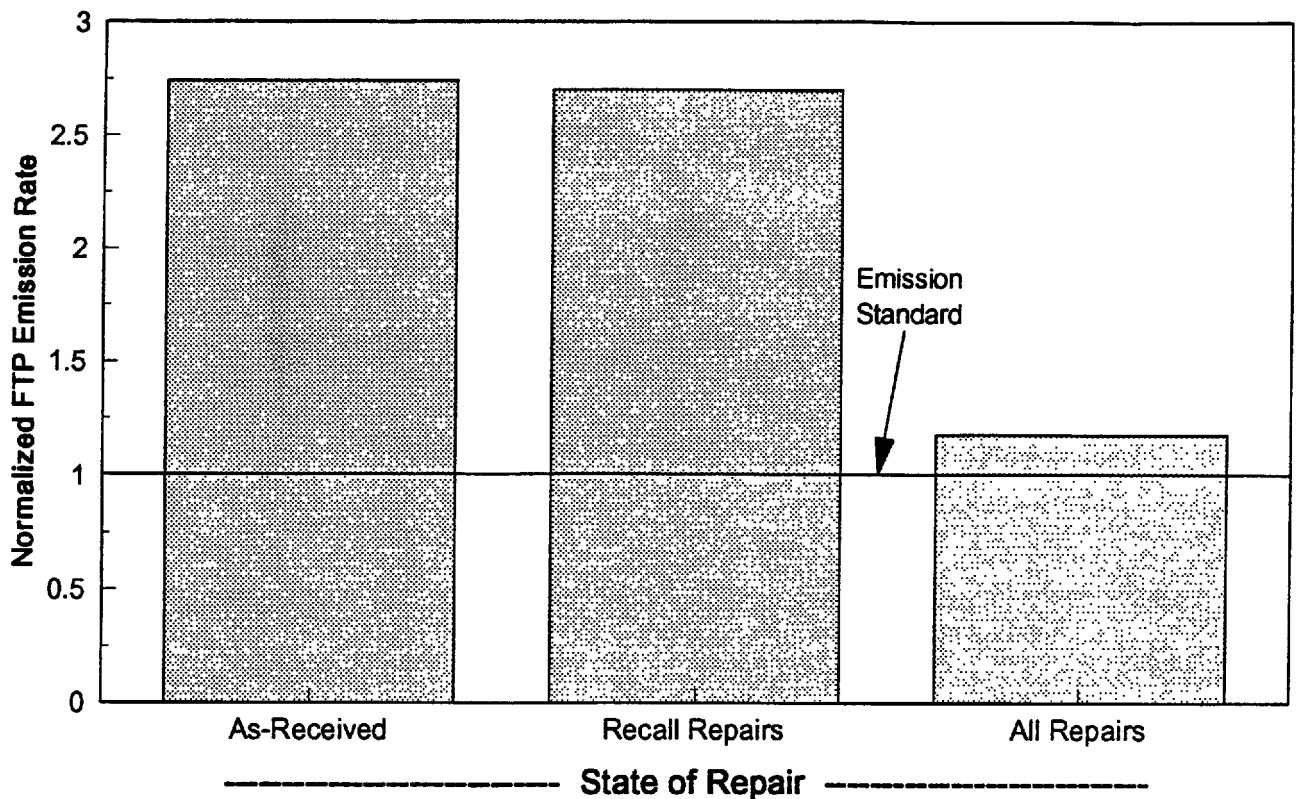 Normalized FTP Emission Rate
3
2.5
2
1.5
1
0.5
0
Emission
Standard
As-Received
Recall Repairs
All Repairs
State of Repair